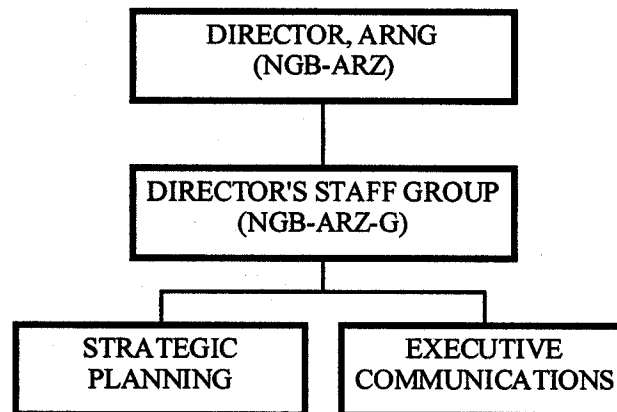 DIRECTOR, ARNG
(NGB-ARZ)
DIRECTOR'S STAFF GROUP
(NGB-ARZ-G)
STRATEGIC
PLANNING
EXECUTIVE
COMMUNICATIONS